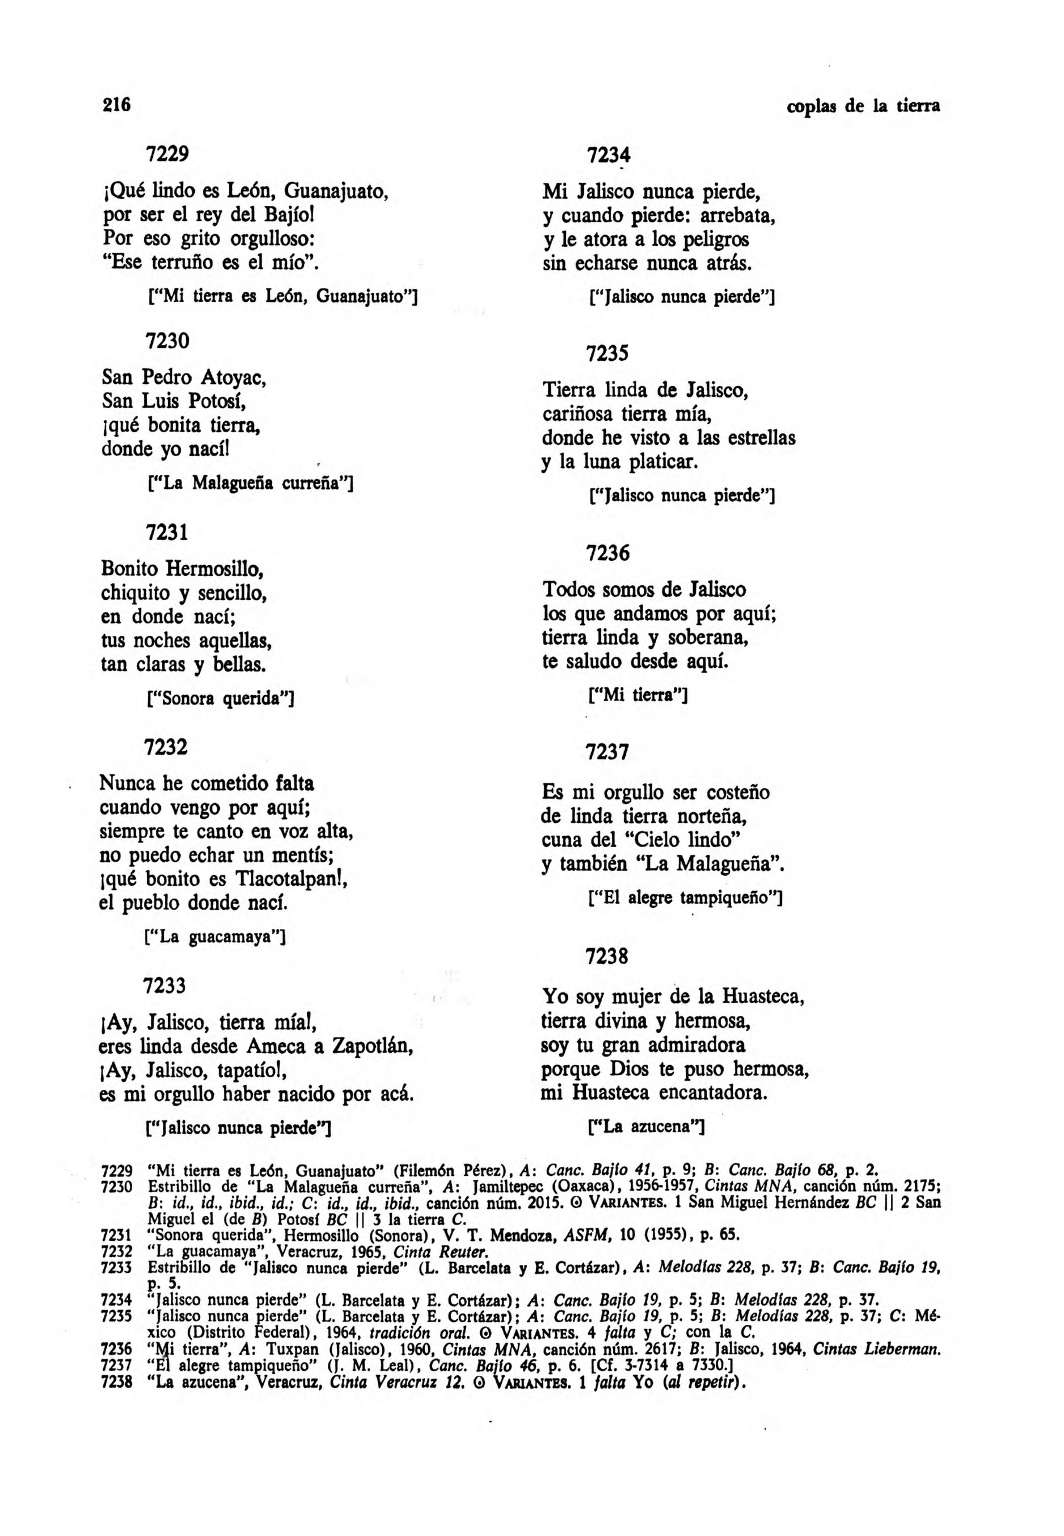 216
coplas de la tierra
7229
¡Qué lindo es León, Guanajuato,
por ser el rey del Bajío!
Por eso grito orgulloso:
“Ese terruño es el mío”.
[“Mi tierra es León, Guanajuato”]
7230
San Pedro Atoyac,
San Luis Potosí,
¡qué bonita tierra,
donde yo nací!
[“La Malagueña curreña”]
7231
Bonito Hermosillo,
chiquito y sencillo,
en donde nací;
tus noches aquellas,
tan claras y bellas.
[“Sonora querida”]
7232
Nunca he cometido falta
cuando vengo por aquí;
siempre te canto en voz alta,
no puedo echar un mentís;
¡qué bonito es Tlacotalpan!,
el pueblo donde nací.
[“La guacamaya”]
7233
¡Ay, Jalisco, tierra mía!,
eres linda desde Ameca a Zapotlán,
¡Ay, Jalisco, tapatío!,
es mi orgullo haber nacido por acá.
[“Jalisco nunca pierde”]
7234
Mi Jalisco nunca pierde,
y cuando pierde: arrebata,
y le atora a los peligros
sin echarse nunca atrás.
[“Jalisco nunca pierde”]
7235
Tierra linda de Jalisco,
cariñosa tierra mía,
donde he visto a las estrellas
y la luna platicar.
[“Jalisco nunca pierde”]
7236
Todos somos de Jalisco
los que andamos por aquí;
tierra linda y soberana,
te saludo desde aquí.
[“Mi tierra”]
7237
Es mi orgullo ser costeño
de linda tierra norteña,
cuna del “Cielo lindo”
y también “La Malagueña”.
[“El alegre tampiqueño”]
7238
Yo soy mujer de la Huasteca,
tierra divina y hermosa,
soy tu gran admiradora
porque Dios te puso hermosa,
mi Huasteca encantadora.
[“La azucena”]
7229 “Mi tierra es León, Guanajuato” (Filemón Pérez), A: Canc. Bajío 41, p. 9; B: Canc. Bajío 68, p. 2.
7230 Estribillo de “La Malagueña curreña”, A: Jamiltepec (Oaxaca), 1956-1957, Cintas MNA, canción núm. 2175;
B: id., id., ibid., id.; C: id., id., ibid., canción núm. 2015. ⊙ VARIANTES. 1 San Miguel Hernández BC || 2 San
Miguel el (de B) Potosí BC || 3 la tierra C.
7231 “Sonora querida”, Hermosillo (Sonora), V. T. Mendoza, ASFM, 10 (1955), p. 65.
7232 “La guacamaya”, Veracruz, 1965, Cinta Reuter.
7233 Estribillo de “Jalisco nunca pierde” (L. Barcelata y E. Cortázar), A: Melodías 228, p. 37; B: Canc. Bajío 19,
p. 5.
7234 “Jalisco nunca pierde” (L. Barcelata y E. Cortázar); A: Canc. Bajío 19, p. 5; B: Melodías 228, p. 37.
7235 “Jalisco nunca pierde” (L. Barcelata y E. Cortázar); A: Canc. Bajío 19, p. 5; B: Melodías 228, p. 37; C: Mé-
xico (Distrito Federal), 1964, tradición oral. ⊙ VARIANTES. 4 falta y C; con la C.
7236 “Mi tierra”, A: Tuxpan (Jalisco), 1960, Cintas MNA, canción núm. 2617; B: Jalisco, 1964, Cintas Lieberman.
7237 “El alegre tampiqueño” (J. M. Leal), Canc. Bajío 46, p. 6. [Cf. 3-7314 a 7330.]
7238 “La azucena”, Veracruz, Cinta Veracruz 12. ⊙ VARIANTES. 1 falta Yo (al repetir).